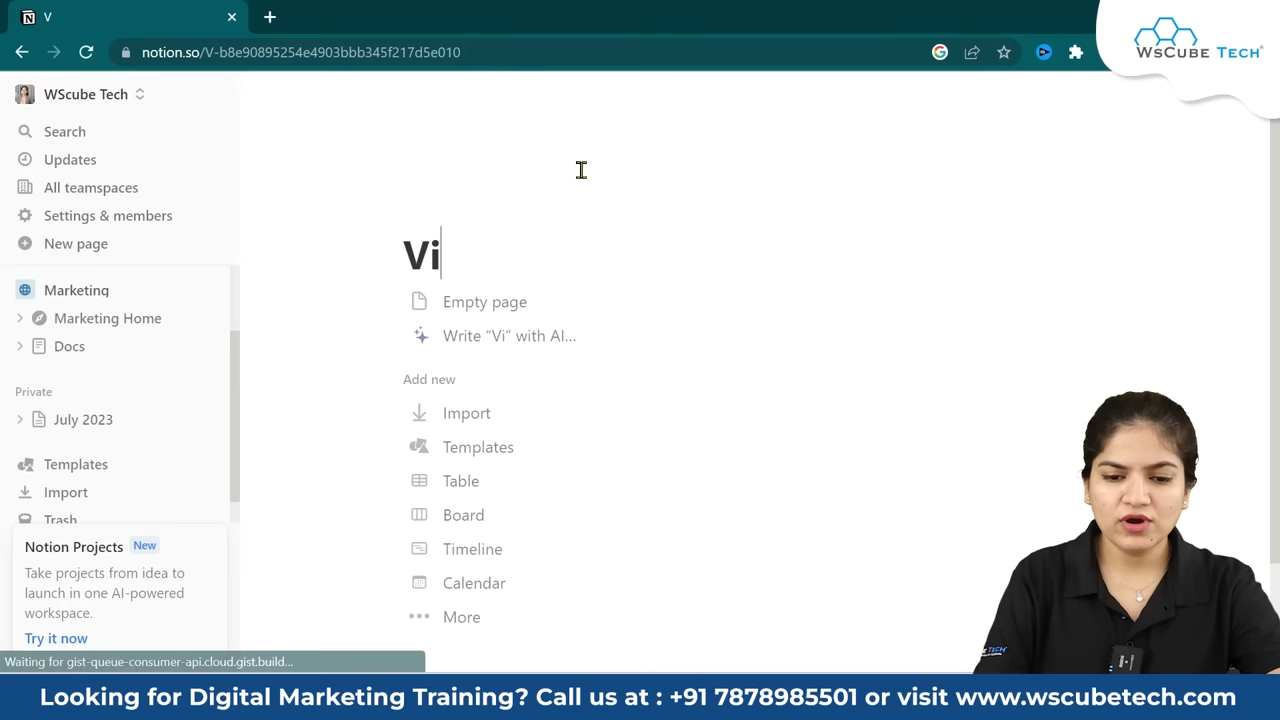 V
notion.so/V-b8e90895254e4903bbb345f217d5e010
WSCUBE TECH
WScube Tech
Search
Updates
All teamspaces
Settings & members
New page
Marketing
Marketing Home
Docs
Private
July 2023
Templates
Import
Trash
Notion Projects New
Take projects from idea to
launch in one AI-powered
workspace.
Try it now
Waiting for gist-queue-consumer-api.cloud.gist.build...
Vi
Empty page
Write “Vi” with AI...
Add new
Import
Templates
Table
Board
Timeline
Calendar
More
Looking for Digital Marketing Training? Call us at : +91 7878985501 or visit www.wscubetech.com